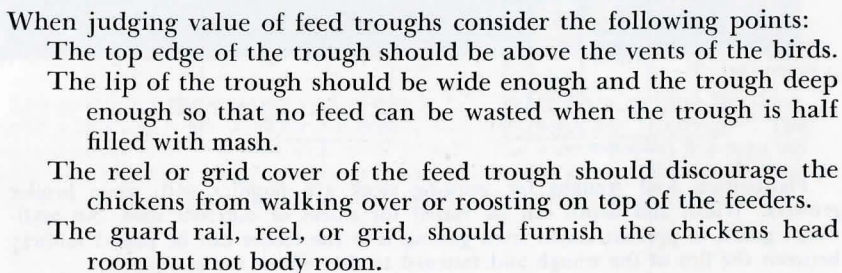 When judging value of feed troughs consider the following points:
The top edge of the trough should be above the vents of the birds.
The lip of the trough should be wide enough and the trough deep
enough so that no feed can be wasted when the trough is half
filled with mash.
The reel or grid cover of the feed trough should discourage the
chickens from walking over or roosting on top of the feeders.
The guard rail, reel, or grid, should furnish the chickens head
room but not body room.